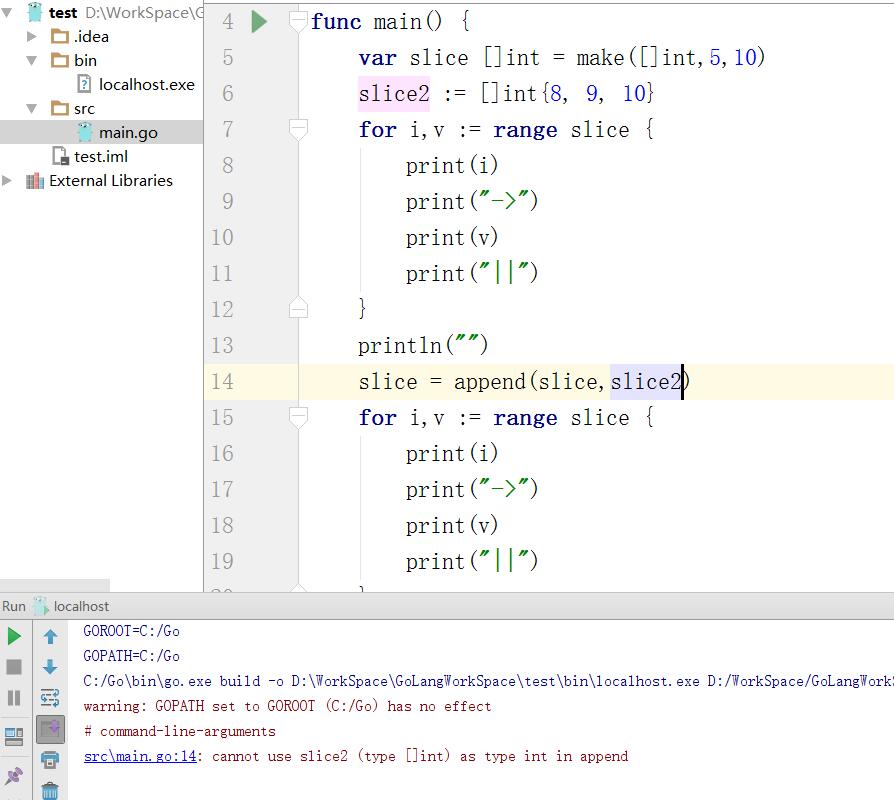 test D:\WorkSpace\G
.idea
bin
localhost.exe
src
main.go
test.iml
External Libraries
4 func main() {
5 var slice []int = make([]int,5,10)
6 slice2 := []int{8, 9, 10}
7 for i,v := range slice {
8 print(i)
9 print("->")
10 print(v)
11 print("||")
12 }
13 println("")
14 slice = append(slice,slice2)
15 for i,v := range slice {
16 print(i)
17 print("->")
18 print(v)
19 print("||")
Run localhost
GOROOT=C:/Go
GOPATH=C:/Go
C:/Go\bin\go.exe build -o D:\WorkSpace\GoLangWorkSpace\test\bin\localhost.exe D:/WorkSpace/GoLangWorkS
warning: GOPATH set to GOROOT (C:/Go) has no effect
# command-line-arguments
src\main.go:14: cannot use slice2 (type []int) as type int in append